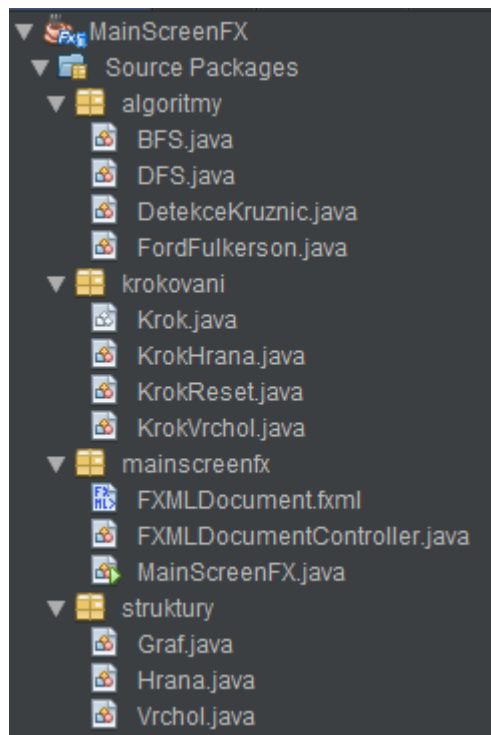 MainScreenFX
Source Packages
algoritmy
BFS.java
DFS.java
DetekceKruznic.java
FordFulkerson.java
krokovani
Krok.java
KrokHrana.java
KrokReset.java
KrokVrchol.java
mainscreenfx
FXMLDocument.fxml
FXMLDocumentController.java
MainScreenFX.java
struktury
Graf.java
Hrana.java
Vrchol.java